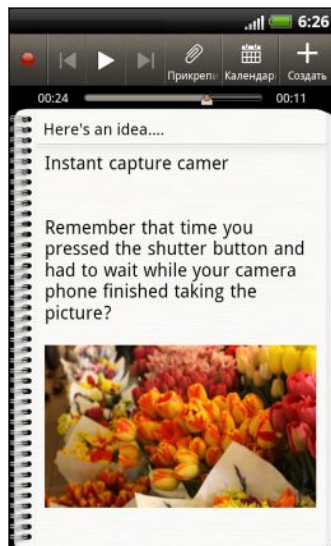 6:26
Прикрепи Календар Создать
00:24 00:11
Here's an idea....
Instant capture camer
Remember that time you
pressed the shutter button and
had to wait while your camera
phone finished taking the
picture?